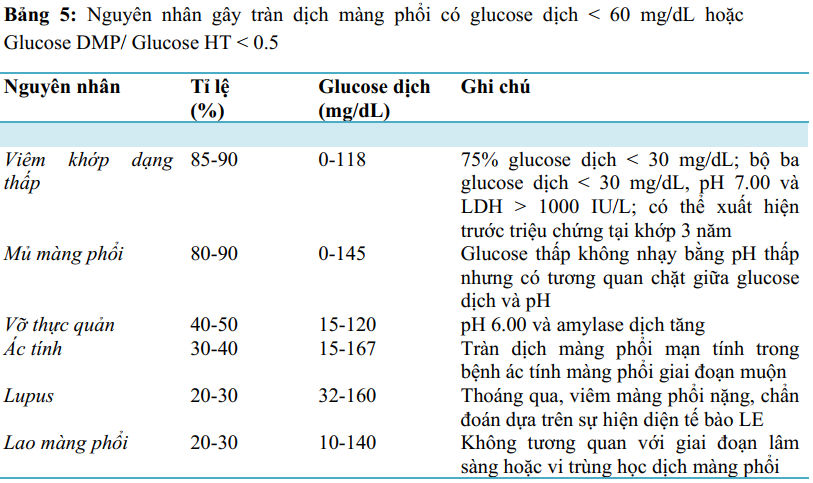 Bảng 5: Nguyên nhân gây tràn dịch màng phổi có glucose dịch < 60 mg/dL hoặc
Glucose DMP/ Glucose HT < 0.5
Nguyên nhân Tỉ lệ (%) Glucose dịch (mg/dL) Ghi chú
Viêm khớp dạng thấp 85-90 0-118 75% glucose dịch < 30 mg/dL; bộ ba
glucose dịch < 30 mg/dL, pH 7.00 và
LDH > 1000 IU/L; có thể xuất hiện
trước triệu chứng tại khớp 3 năm
Mủ màng phổi 80-90 0-145 Glucose thấp không nhạy bằng pH thấp
nhưng có tương quan chặt giữa glucose
dịch và pH
Vỡ thực quản 40-50 15-120 pH 6.00 và amylase dịch tăng
Ác tính 30-40 15-167 Tràn dịch màng phổi mạn tính trong
bệnh ác tính màng phổi giai đoạn muộn
Lupus 20-30 32-160 Thoáng qua, viêm màng phổi nặng, chẩn
đoán dựa trên sự hiện diện tế bào LE
Lao màng phổi 20-30 10-140 Không tương quan với giai đoạn lâm
sàng hoặc vi trùng học dịch màng phổi